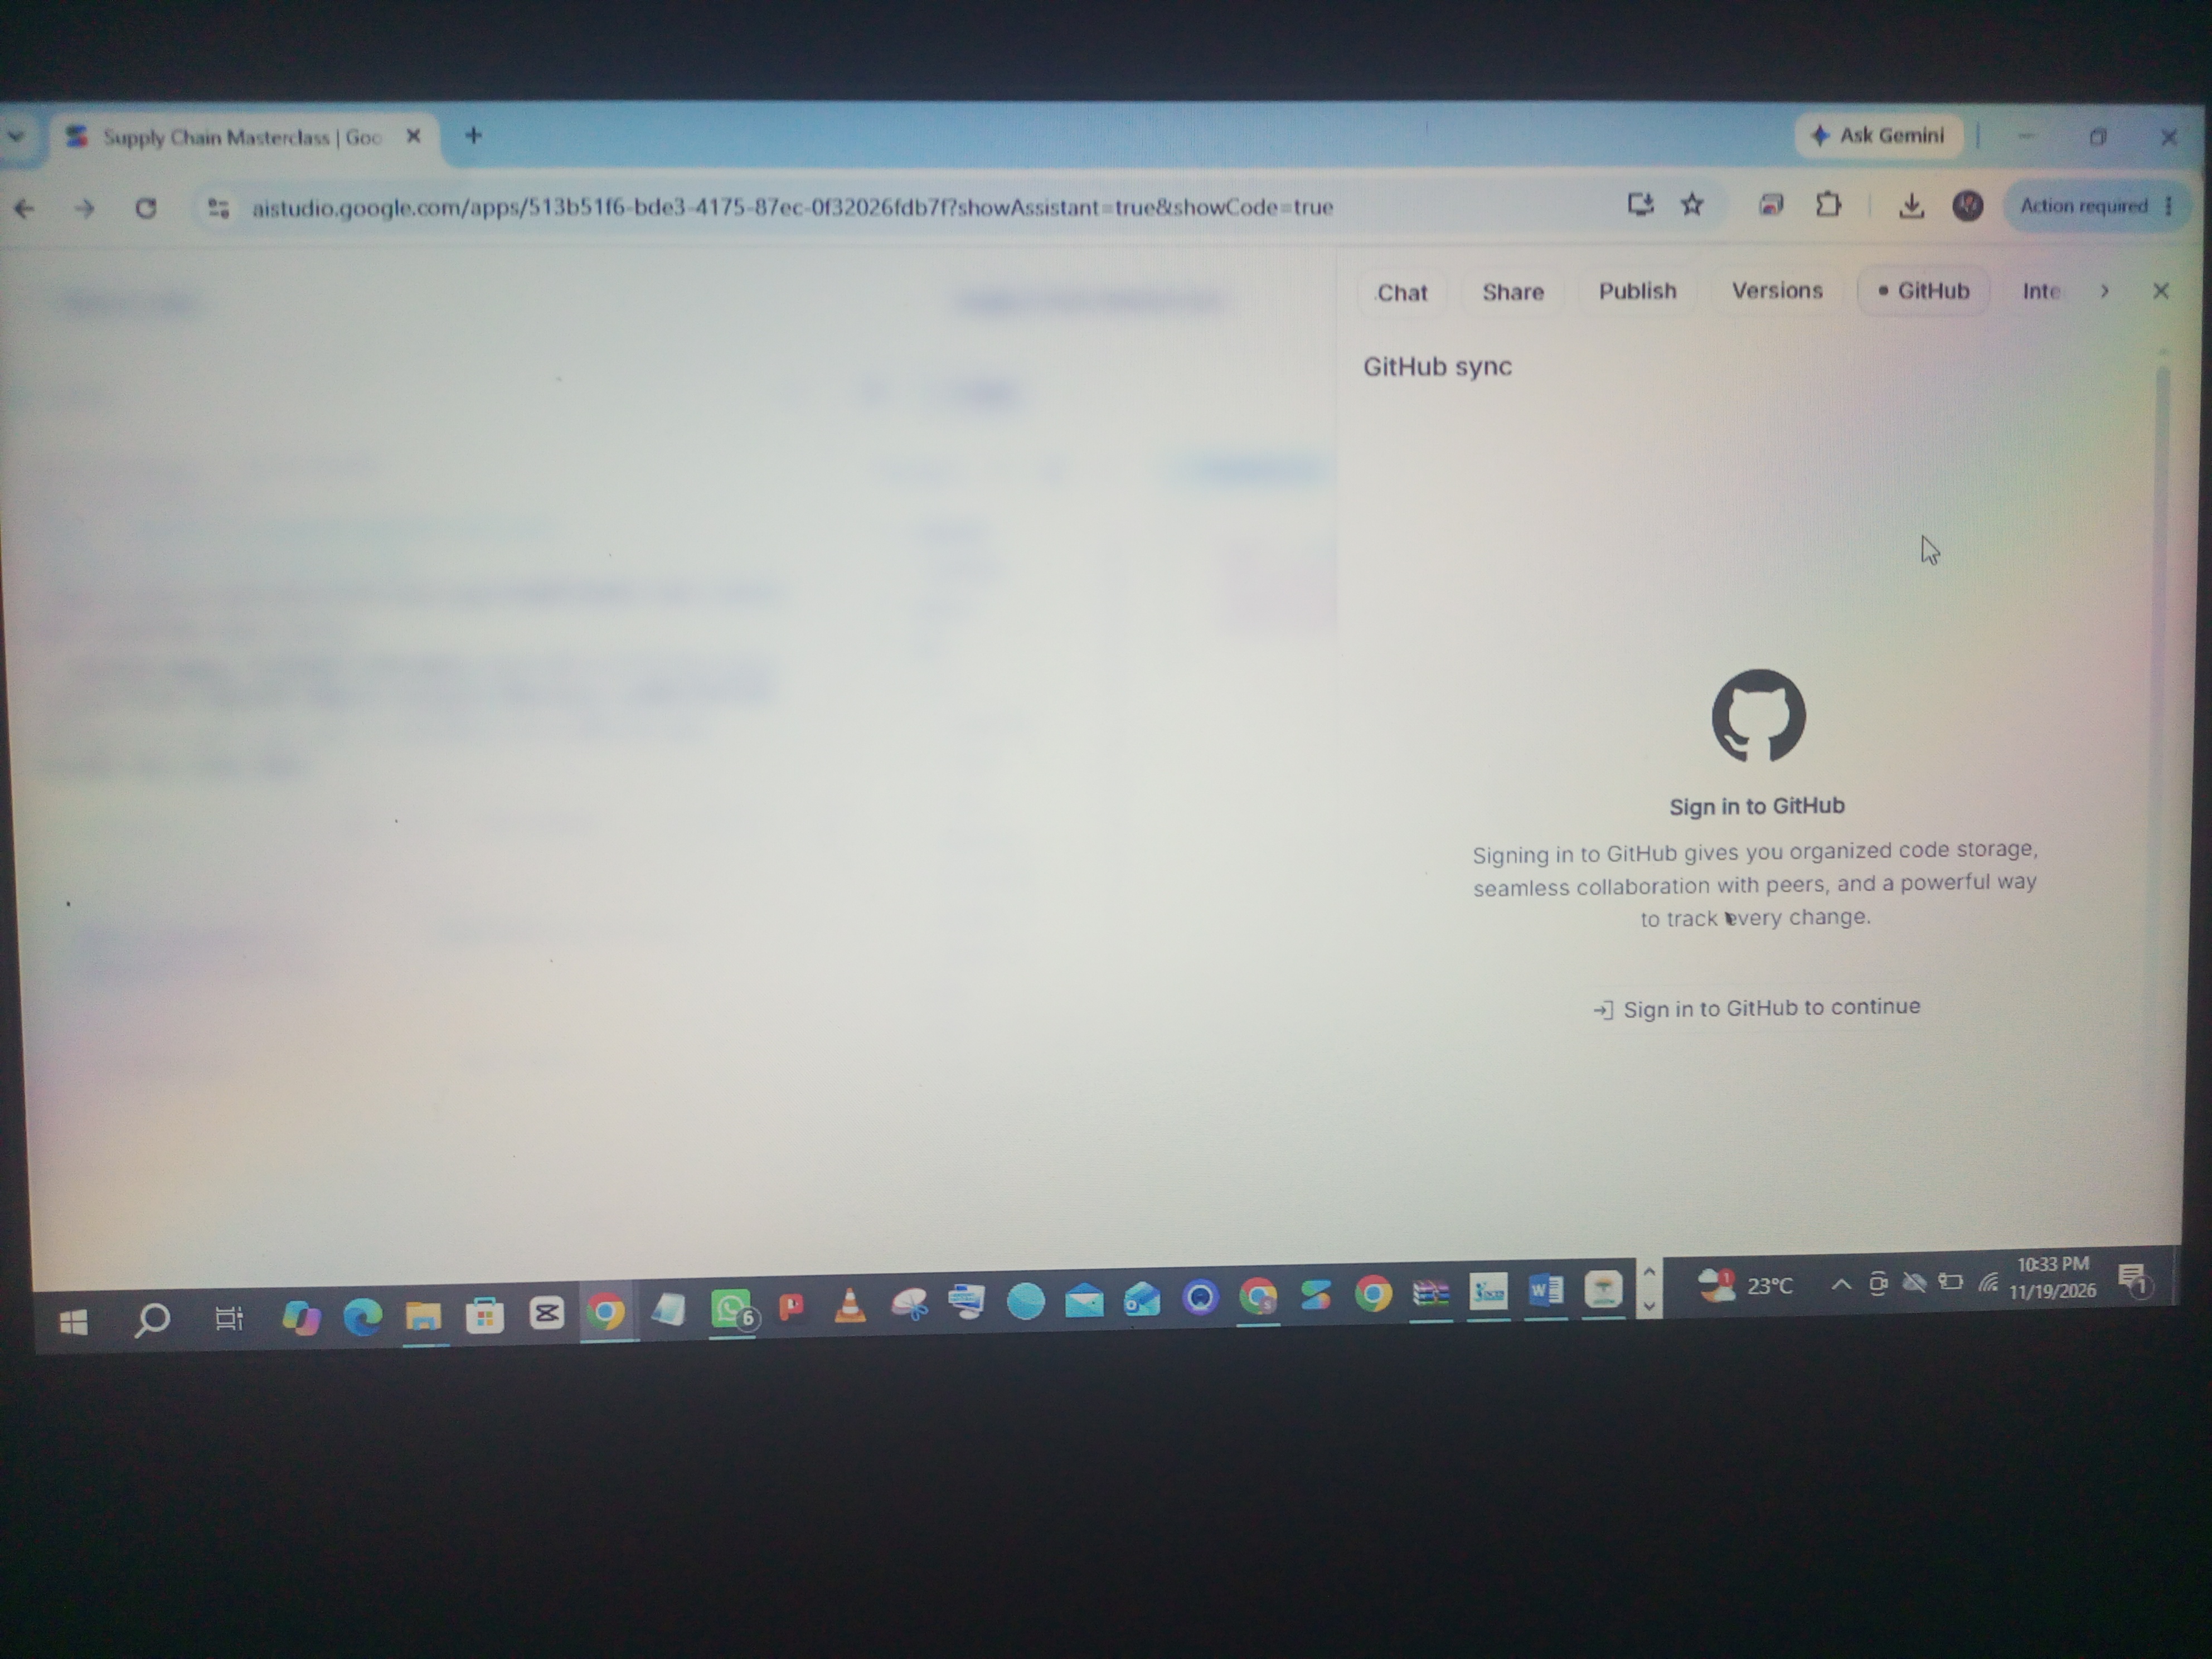 Supply Chain Masterclass | Goo
Ask Gemini
aistudio.google.com/apps/513b51f6-bde3-4175-87ec-0f32026fdb7f?showAssistant=true&showCode=true
Action required
Chat Share Publish Versions GitHub Inte
GitHub sync
Sign in to GitHub
Signing in to GitHub gives you organized code storage,
seamless collaboration with peers, and a powerful way
to track every change.
Sign in to GitHub to continue
6
1
23°C
10:33 PM
11/19/2026
1